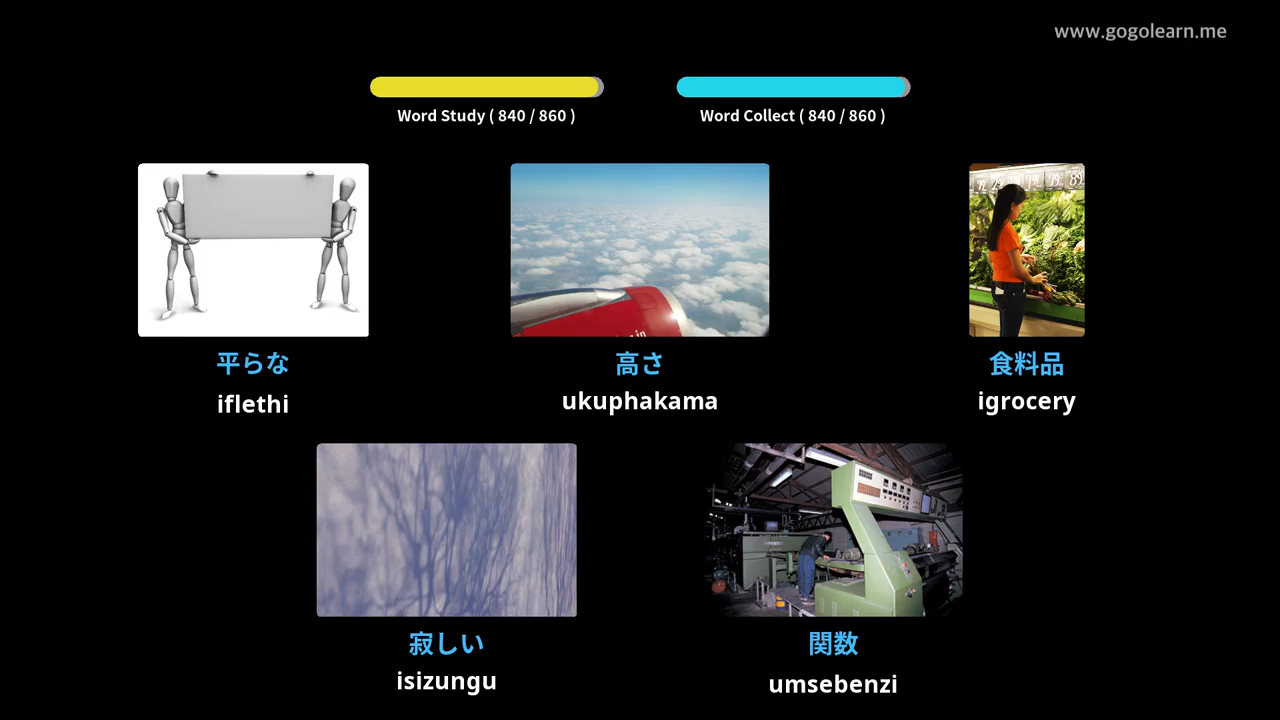 www.gogolearn.me
Word Study ( 840 / 860 )
Word Collect ( 840 / 860 )
平らな
iflethi
高さ
ukuphakama
食料品
igrocery
寂しい
isizungu
関数
umsebenzi